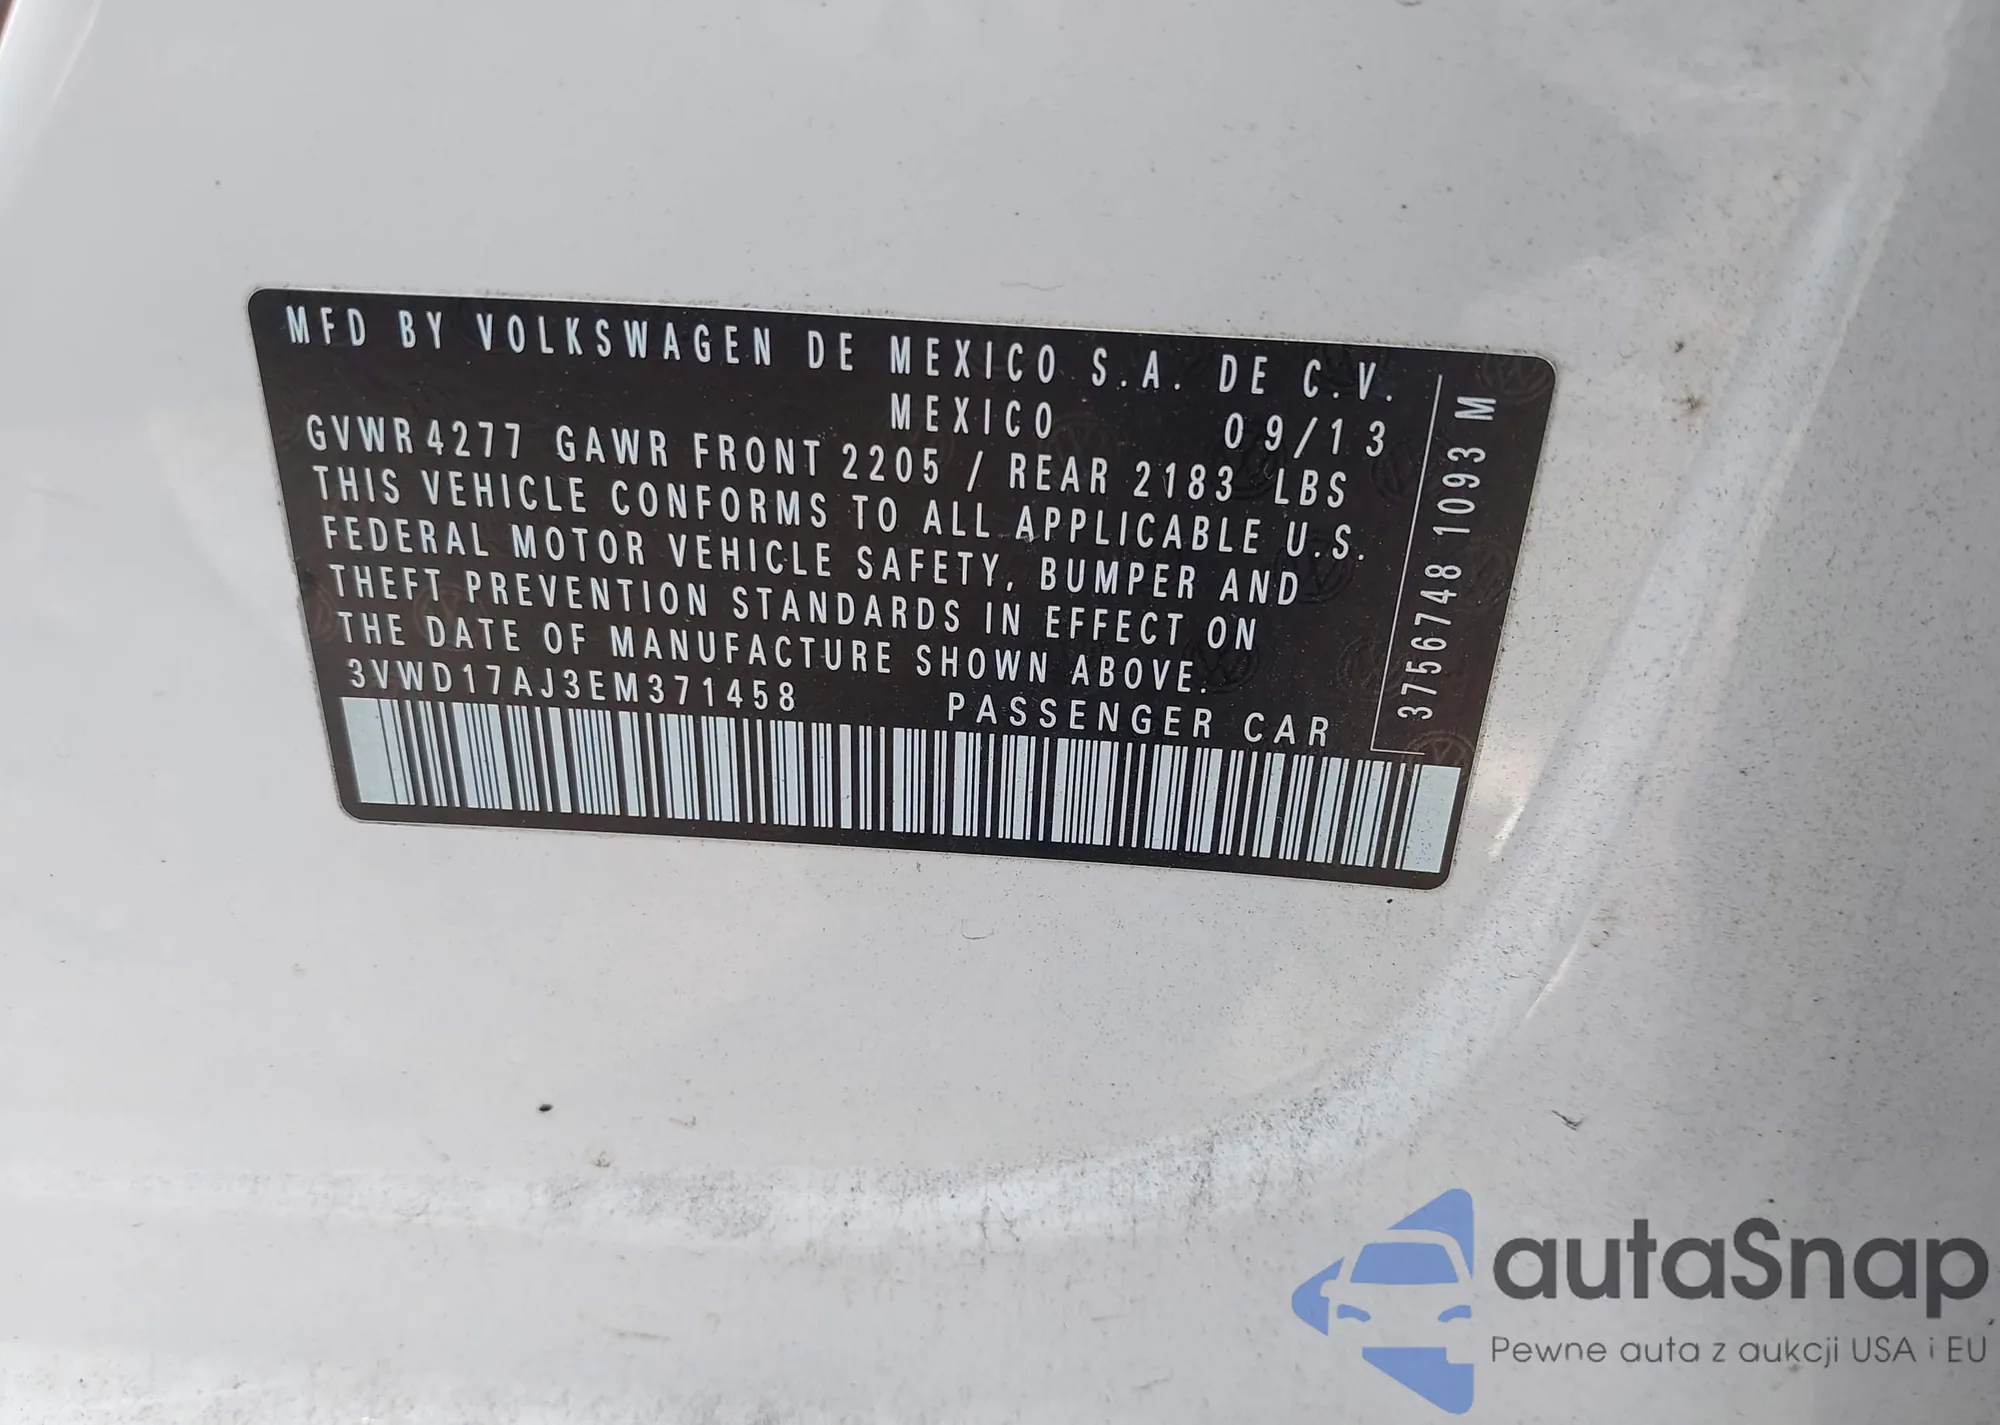 MFD BY VOLKSWAGEN DE MEXICO S.A. DE C.V.
MEXICO 09/13
GVWR 4277 GAWR FRONT 2205 / REAR 2183 LBS
THIS VEHICLE CONFORMS TO ALL APPLICABLE U.S.
FEDERAL MOTOR VEHICLE SAFETY, BUMPER AND
THEFT PREVENTION STANDARDS IN EFFECT ON
THE DATE OF MANUFACTURE SHOWN ABOVE.
3VWD17AJ3EM371458 PASSENGER CAR
3756748 1093 M
autaSnap
Pewne auta z aukcji USA i EU